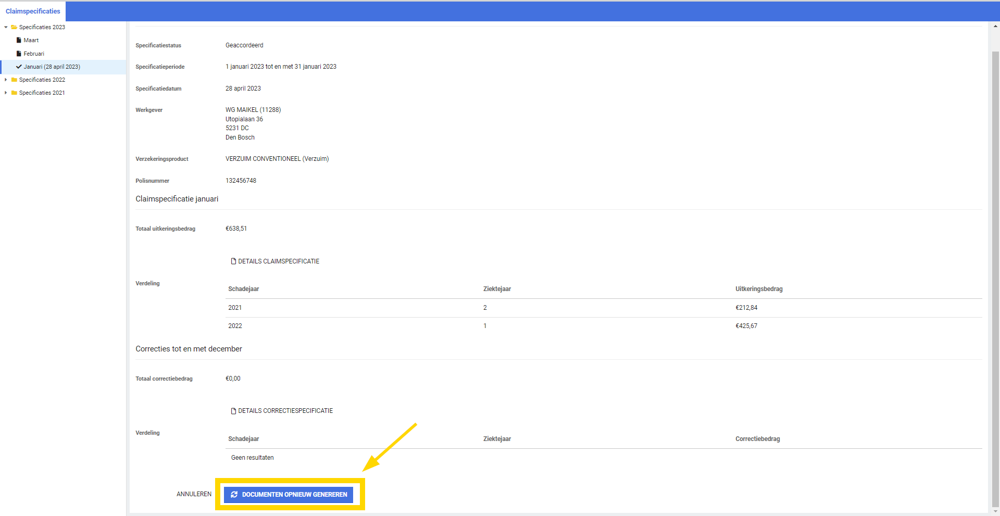 Claimspecificaties
Specificaties 2023
Maart
Februari
Januari (28 april 2023)
Specificaties 2022
Specificaties 2021
Specificatiestatus Geaccordeerd
Specificatieperiode 1 januari 2023 tot en met 31 januari 2023
Specificatiedatum 28 april 2023
Werkgever WG MAIKEL (11288)
Utopialaan 36
5231 DC
Den Bosch
Verzekeringsproduct VERZUIM CONVENTIONEEL (Verzuim)
Polisnummer 132456748
Claimspecificatie januari
Totaal uitkeringsbedrag €638,51
DETAILS CLAIMSPECIFICATIE
Verdeling
Schadejaar Ziektejaar Uitkeringsbedrag
2021 2 €212,84
2022 1 €425,67
Correcties tot en met december
Totaal correctiebedrag €0,00
DETAILS CORRECTIESPECIFICATIE
Verdeling
Schadejaar Ziektejaar Correctiebedrag
Geen resultaten
ANNULEREN DOCUMENTEN OPNIEUW GENEREREN